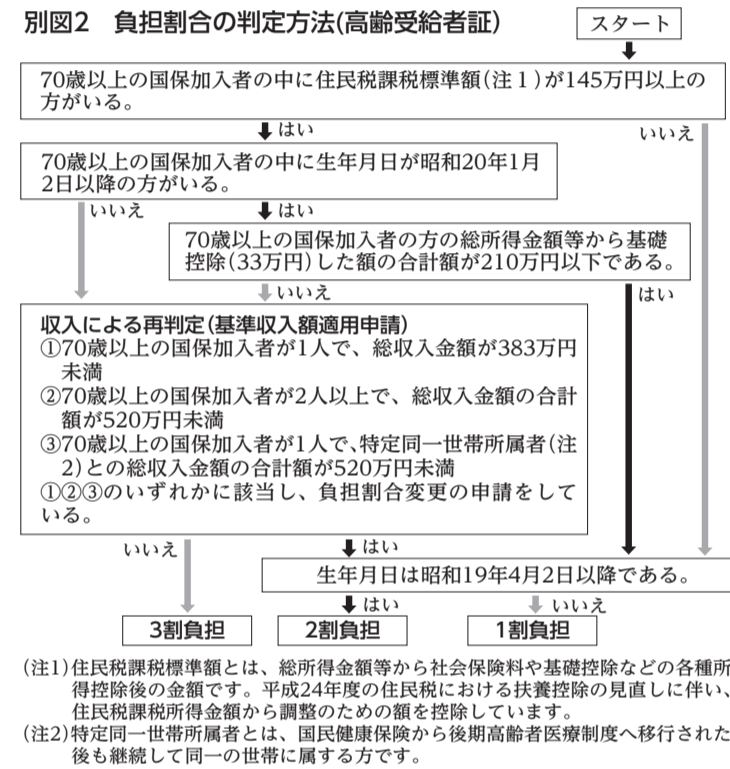 別図2 負担割合の判定方法(高齢受給者証)
スタート
70歳以上の国保加入者の中に住民税課税標準額(注１)が145万円以上の
方がいる。
はい
いいえ
70歳以上の国保加入者の中に生年月日が昭和20年1月
2日以降の方がいる。
いいえ
はい
70歳以上の国保加入者の方の総所得金額等から基礎
控除(33万円)した額の合計額が210万円以下である。
いいえ
はい
収入による再判定(基準収入額適用申請)
①70歳以上の国保加入者が1人で、総収入金額が383万円
未満
②70歳以上の国保加入者が2人以上で、総収入金額の合計
額が520万円未満
③70歳以上の国保加入者が1人で、特定同一世帯所属者(注
2)との総収入金額の合計額が520万円未満
①②③のいずれかに該当し、負担割合変更の申請をして
いる。
いいえ
はい
生年月日は昭和19年4月2日以降である。
はい
いいえ
3割負担
2割負担
1割負担
(注1)住民税課税標準額とは、総所得金額等から社会保険料や基礎控除などの各種所
得控除後の金額です。平成24年度の住民税における扶養控除の見直しに伴い、
住民税課税所得金額から調整のための額を控除しています。
(注2)特定同一世帯所属者とは、国民健康保険から後期高齢者医療制度へ移行された
後も継続して同一の世帯に属する方です。